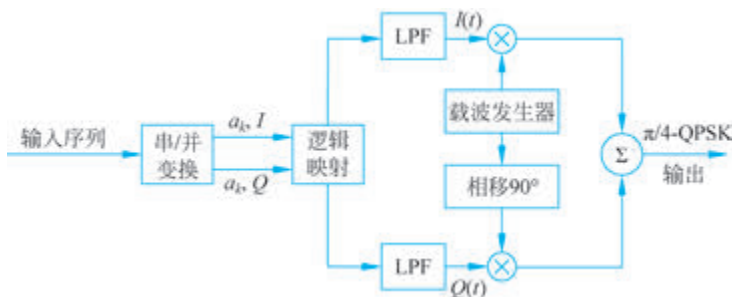 I(t)
LPF
输入序列
串/并
变换
a_k, I
a_k, Q
逻辑
映射
载波发生器
相移90°
Σ
π/4-QPSK
输出
LPF
Q(t)